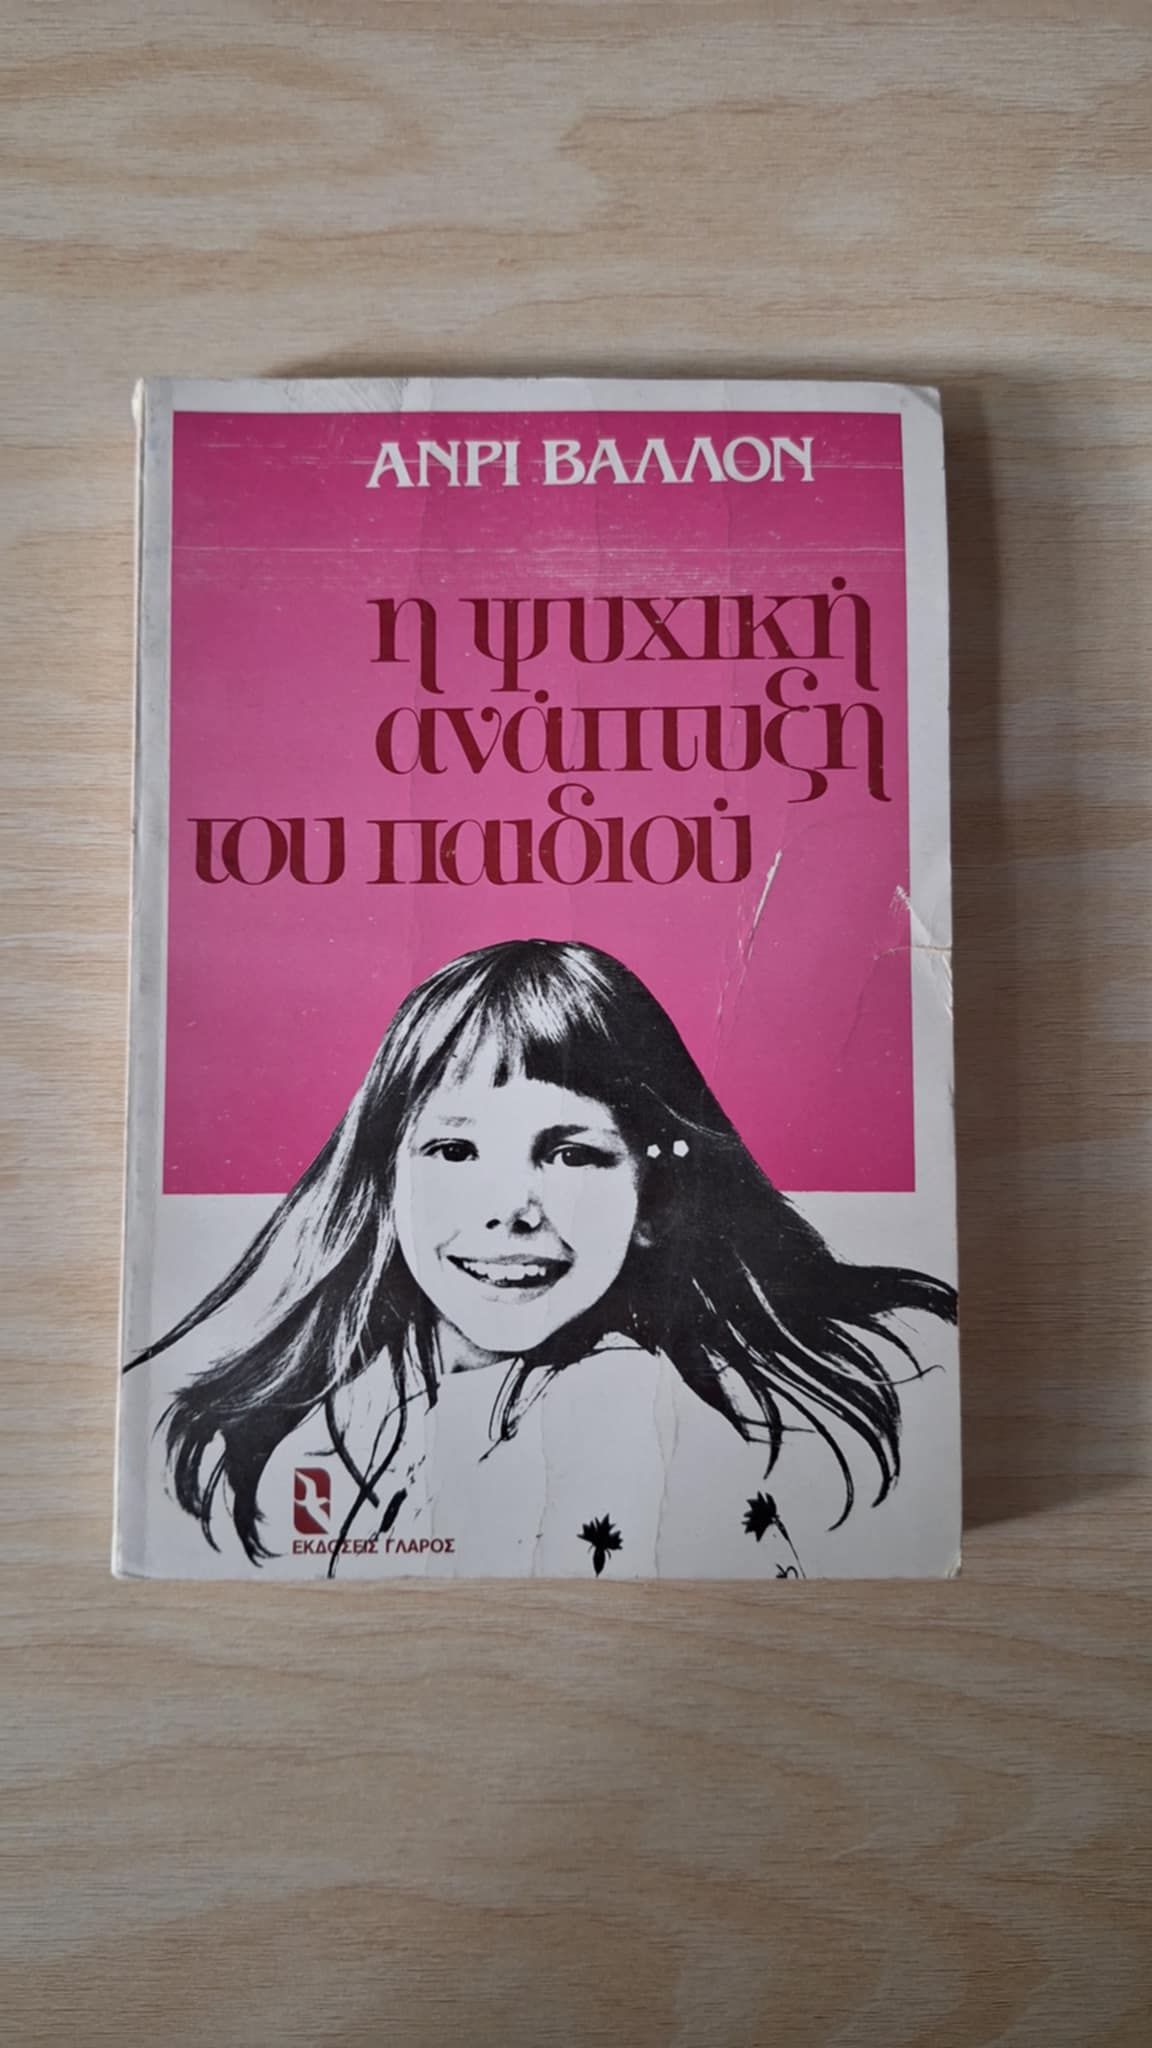 ΑΝΡΙ ΒΑΛΛΟΝ
η ψυχική
ανάπτυξη
του παιδιού
ΕΚΔΟΣΕΙΣ ΓΛΑΡΟΣ